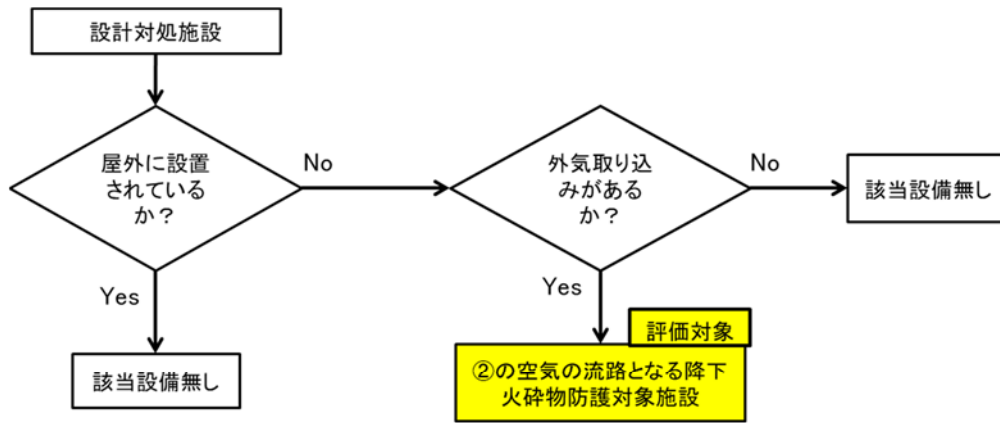 設計対処施設
屋外に設置
されている
か？
No
外気取り込
みがある
か？
No
該当設備無し
Yes
Yes
評価対象
該当設備無し
②の空気の流路となる降下
火砕物防護対象施設